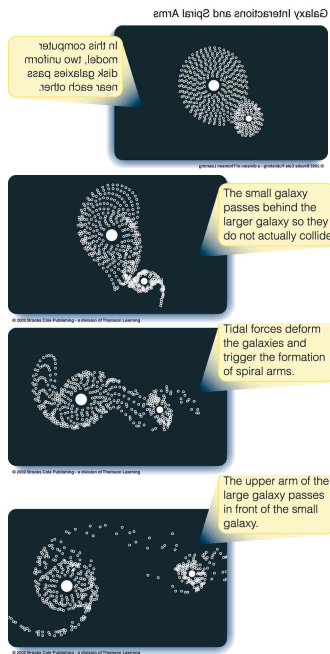 Galaxy Interactions and Spiral Arms
In this computer
model, two uniform
disk galaxies pass
near each other.
© 2002 Brooks Cole Publishing - a division of Thomson Learning
The small galaxy
passes behind the
larger galaxy so they
do not actually collide
© 2002 Brooks Cole Publishing - a division of Thomson Learning
Tidal forces deform
the galaxies and
trigger the formation
of spiral arms.
© 2002 Brooks Cole Publishing - a division of Thomson Learning
The upper arm of the
large galaxy passes
in front of the small
galaxy.
© 2002 Brooks Cole Publishing - a division of Thomson Learning